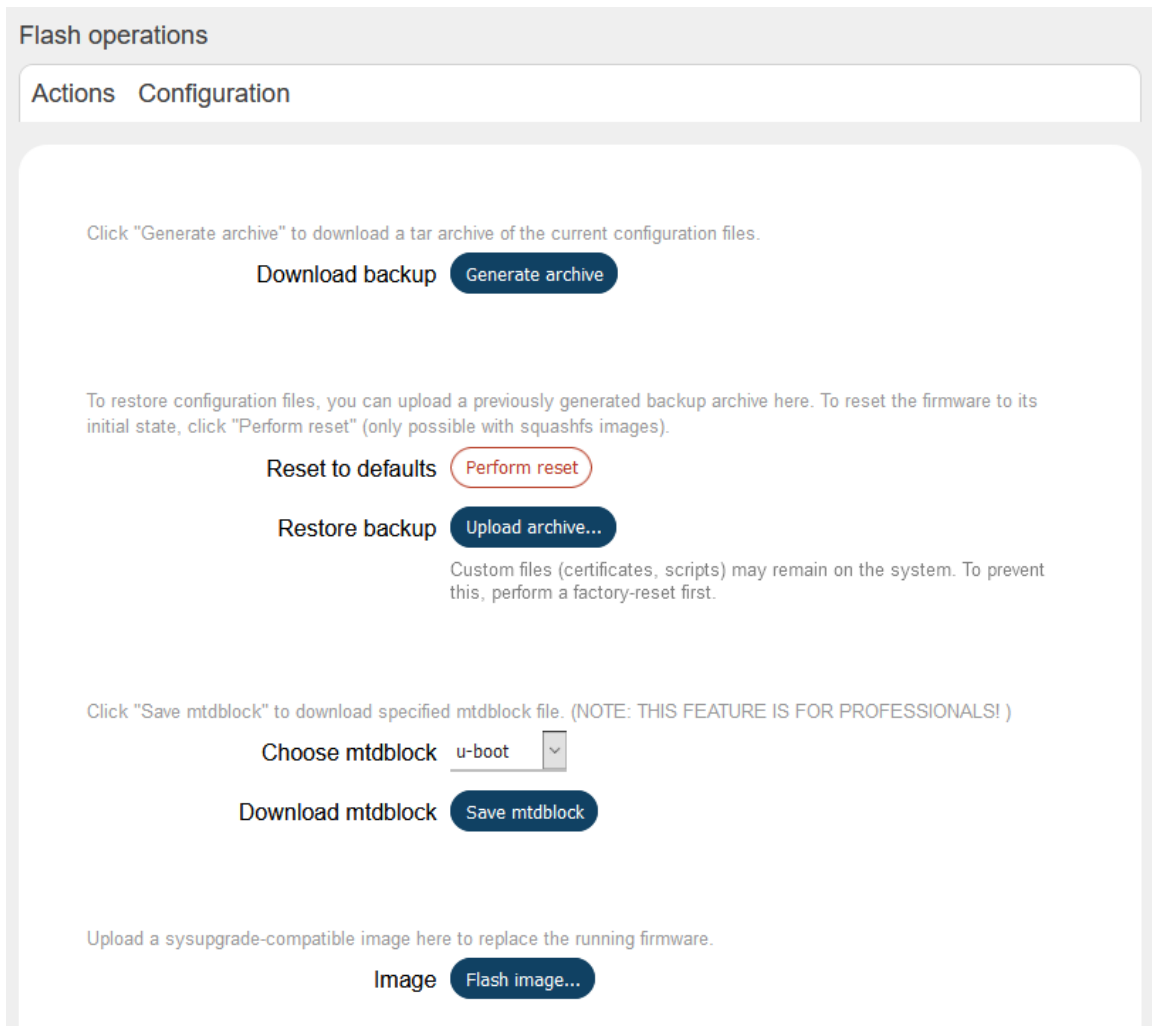 Flash operations
Actions Configuration
Click "Generate archive" to download a tar archive of the current configuration files.
Download backup Generate archive
To restore configuration files, you can upload a previously generated backup archive here. To reset the firmware to its
initial state, click "Perform reset" (only possible with squashfs images).
Reset to defaults Perform reset
Restore backup Upload archive...
Custom files (certificates, scripts) may remain on the system. To prevent
this, perform a factory-reset first.
Click "Save mtdblock" to download specified mtdblock file. (NOTE: THIS FEATURE IS FOR PROFESSIONALS! )
Choose mtdblock u-boot
Download mtdblock Save mtdblock
Upload a sysupgrade-compatible image here to replace the running firmware.
Image Flash image...